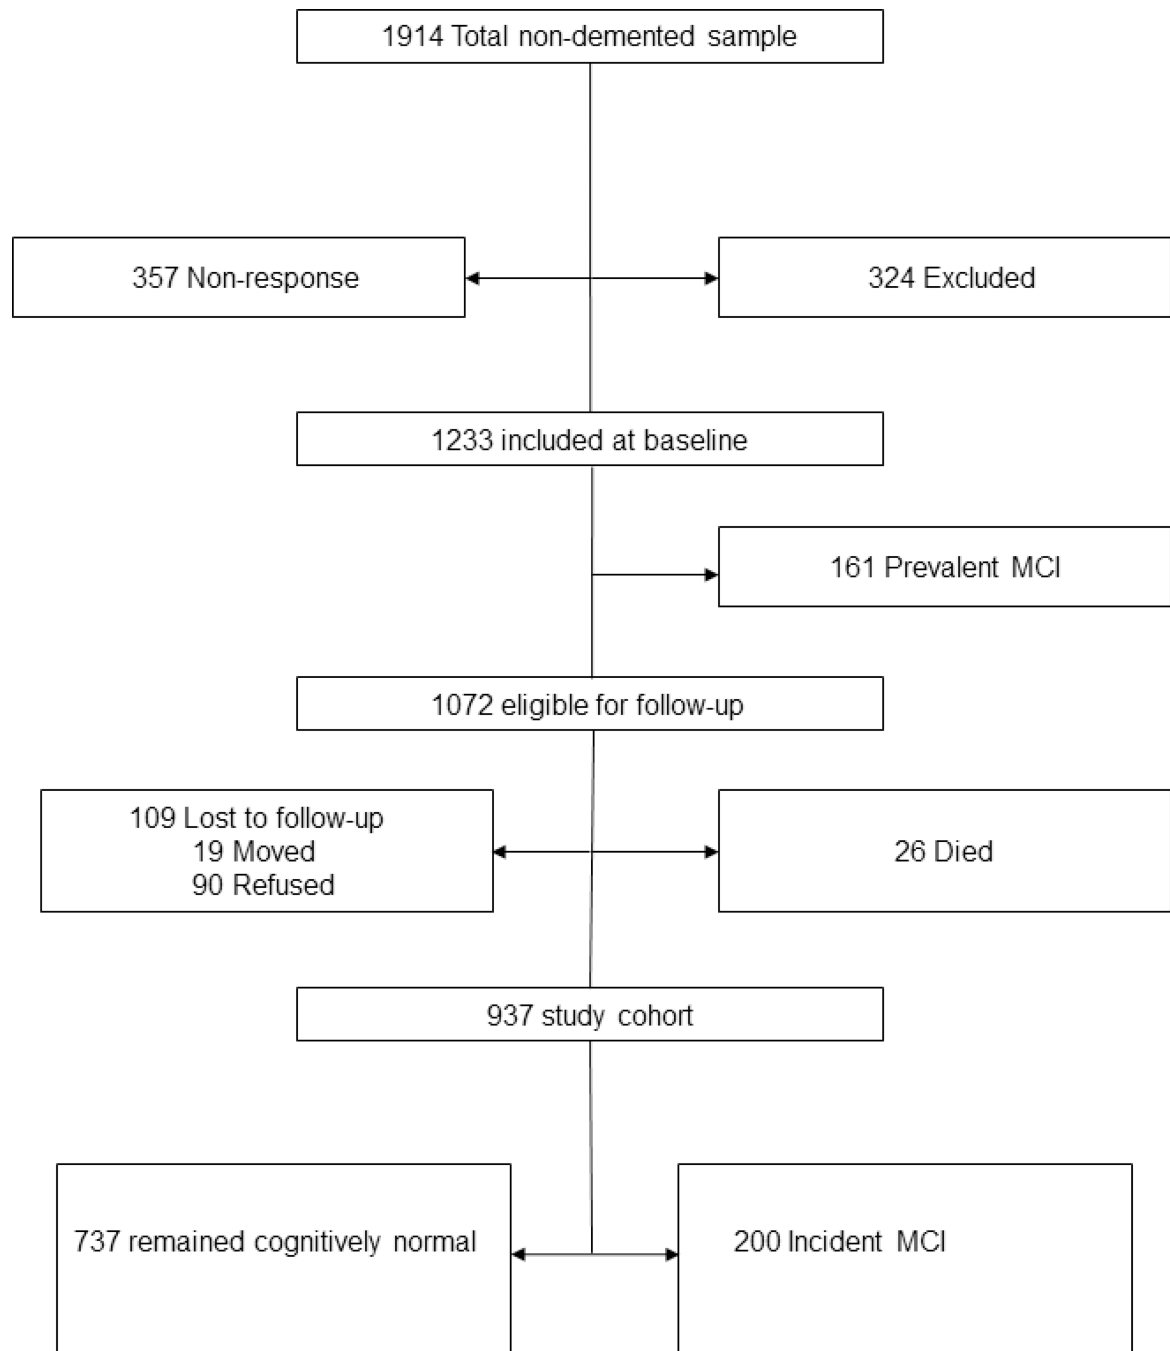 1914 Total non-demented sample
357 Non-response
324 Excluded
1233 included at baseline
161 Prevalent MCI
1072 eligible for follow-up
109 Lost to follow-up
19 Moved
90 Refused
26 Died
937 study cohort
737 remained cognitively normal
200 Incident MCI